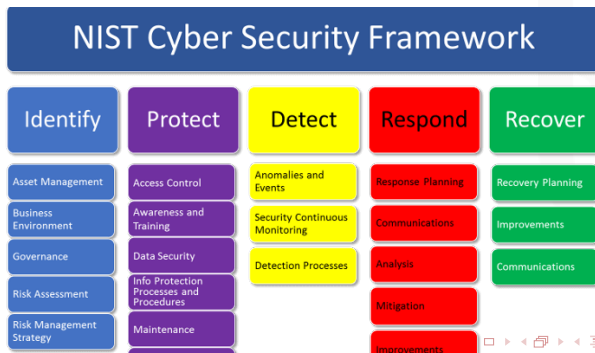 NIST Cyber Security Framework
Identify
Protect
Detect
Respond
Recover
Asset Management
Business
Environment
Governance
Risk Assessment
Risk Management
Strategy
Access Control
Awareness and
Training
Data Security
Info Protection
Processes and
Procedures
Maintenance
Anomalies and
Events
Security Continuous
Monitoring
Detection Processes
Response Planning
Communications
Analysis
Mitigation
Improvements
Recovery Planning
Improvements
Communications